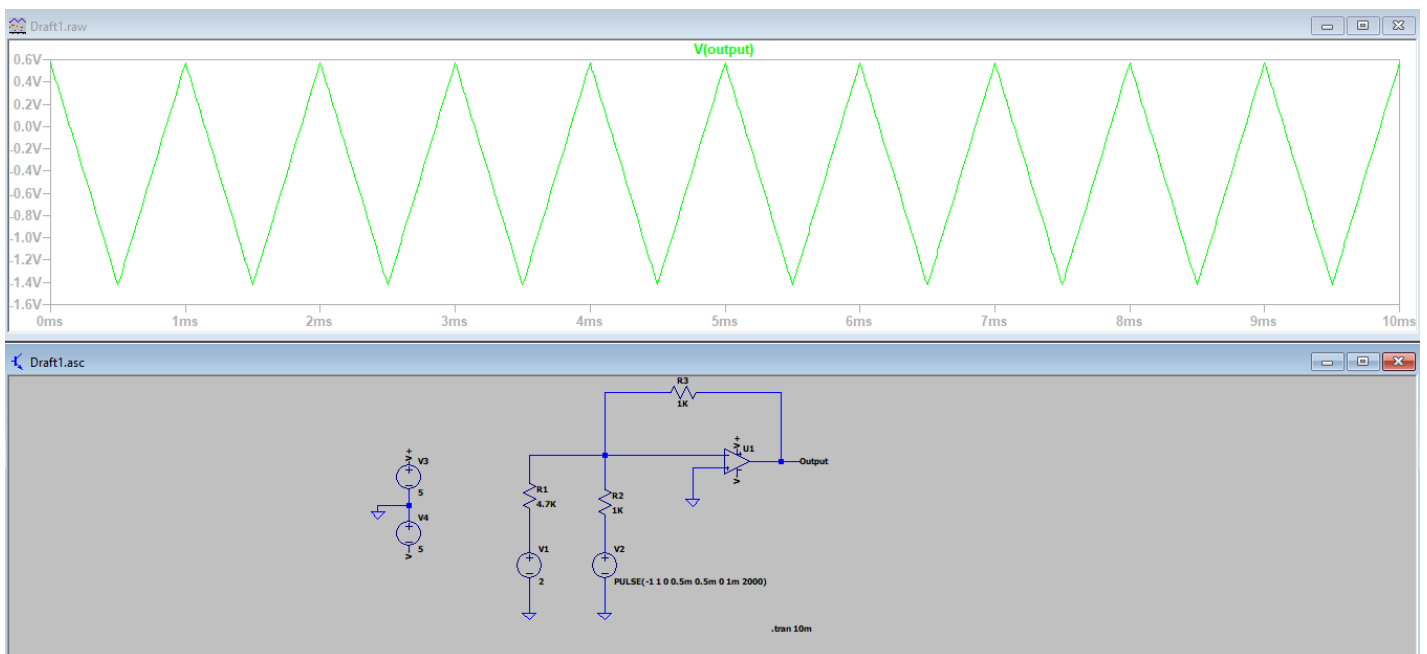 Draft1.raw
V(output)
0.6V
0.4V
0.2V
0.0V
-0.2V
-0.4V
-0.6V
-0.8V
-1.0V
-1.2V
-1.4V
-1.6V
0ms 1ms 2ms 3ms 4ms 5ms 6ms 7ms 8ms 9ms 10ms
Draft1.asc
R3
1K
V+
U1
V-
Output
V+
V3
5
V4
5
V-
R1
4.7K
R2
1K
V1
2
V2
PULSE(-1 1 0 0.5m 0.5m 0 1m 2000)
.tran 10m